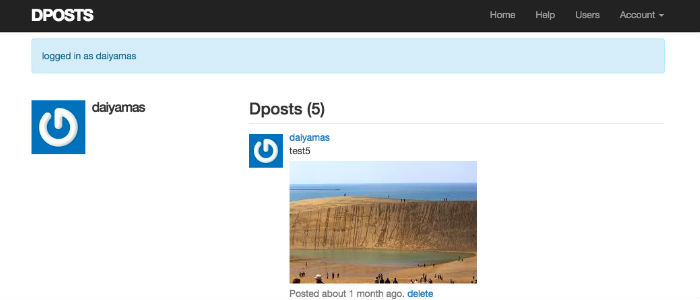 DPOSTS
Home Help Users Account
logged in as daiyamas
daiyamas
Dposts (5)
daiyamas
test5
Posted about 1 month ago. delete